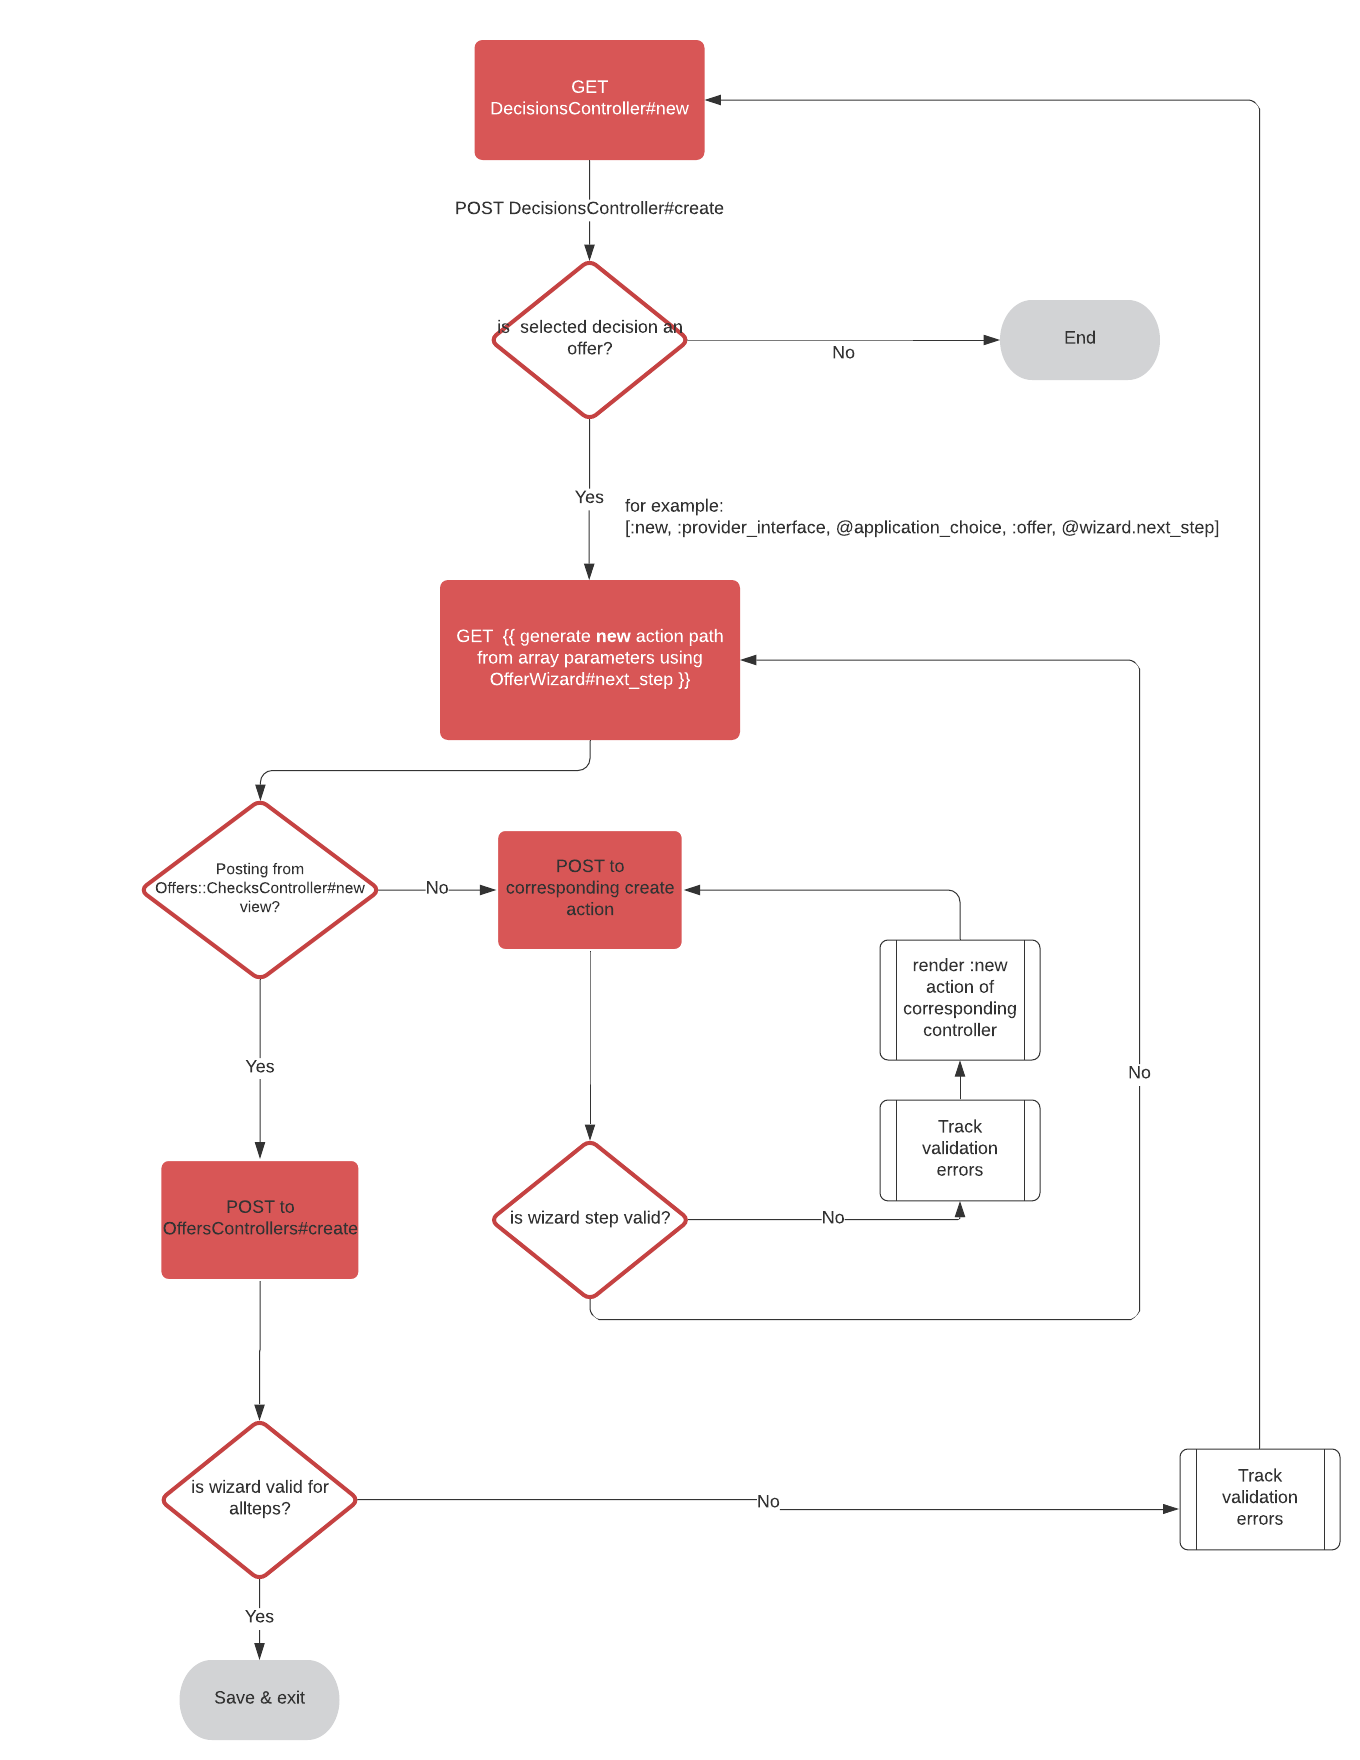 GET
DecisionsController#new
POST DecisionsController#create
is  selected decision an
offer?
No
End
Yes
for example:
[:new, :provider_interface, @application_choice, :offer, @wizard.next_step]
GET  {{ generate new action path
from array parameters using
OfferWizard#next_step }}
Posting from
Offers::ChecksController#new
view?
No
POST to
corresponding create
action
render :new
action of
corresponding
controller
Yes
No
Track
validation
errors
POST to
OffersControllers#create
is wizard step valid?
No
is wizard valid for
allteps?
No
Track
validation
errors
Yes
Save & exit